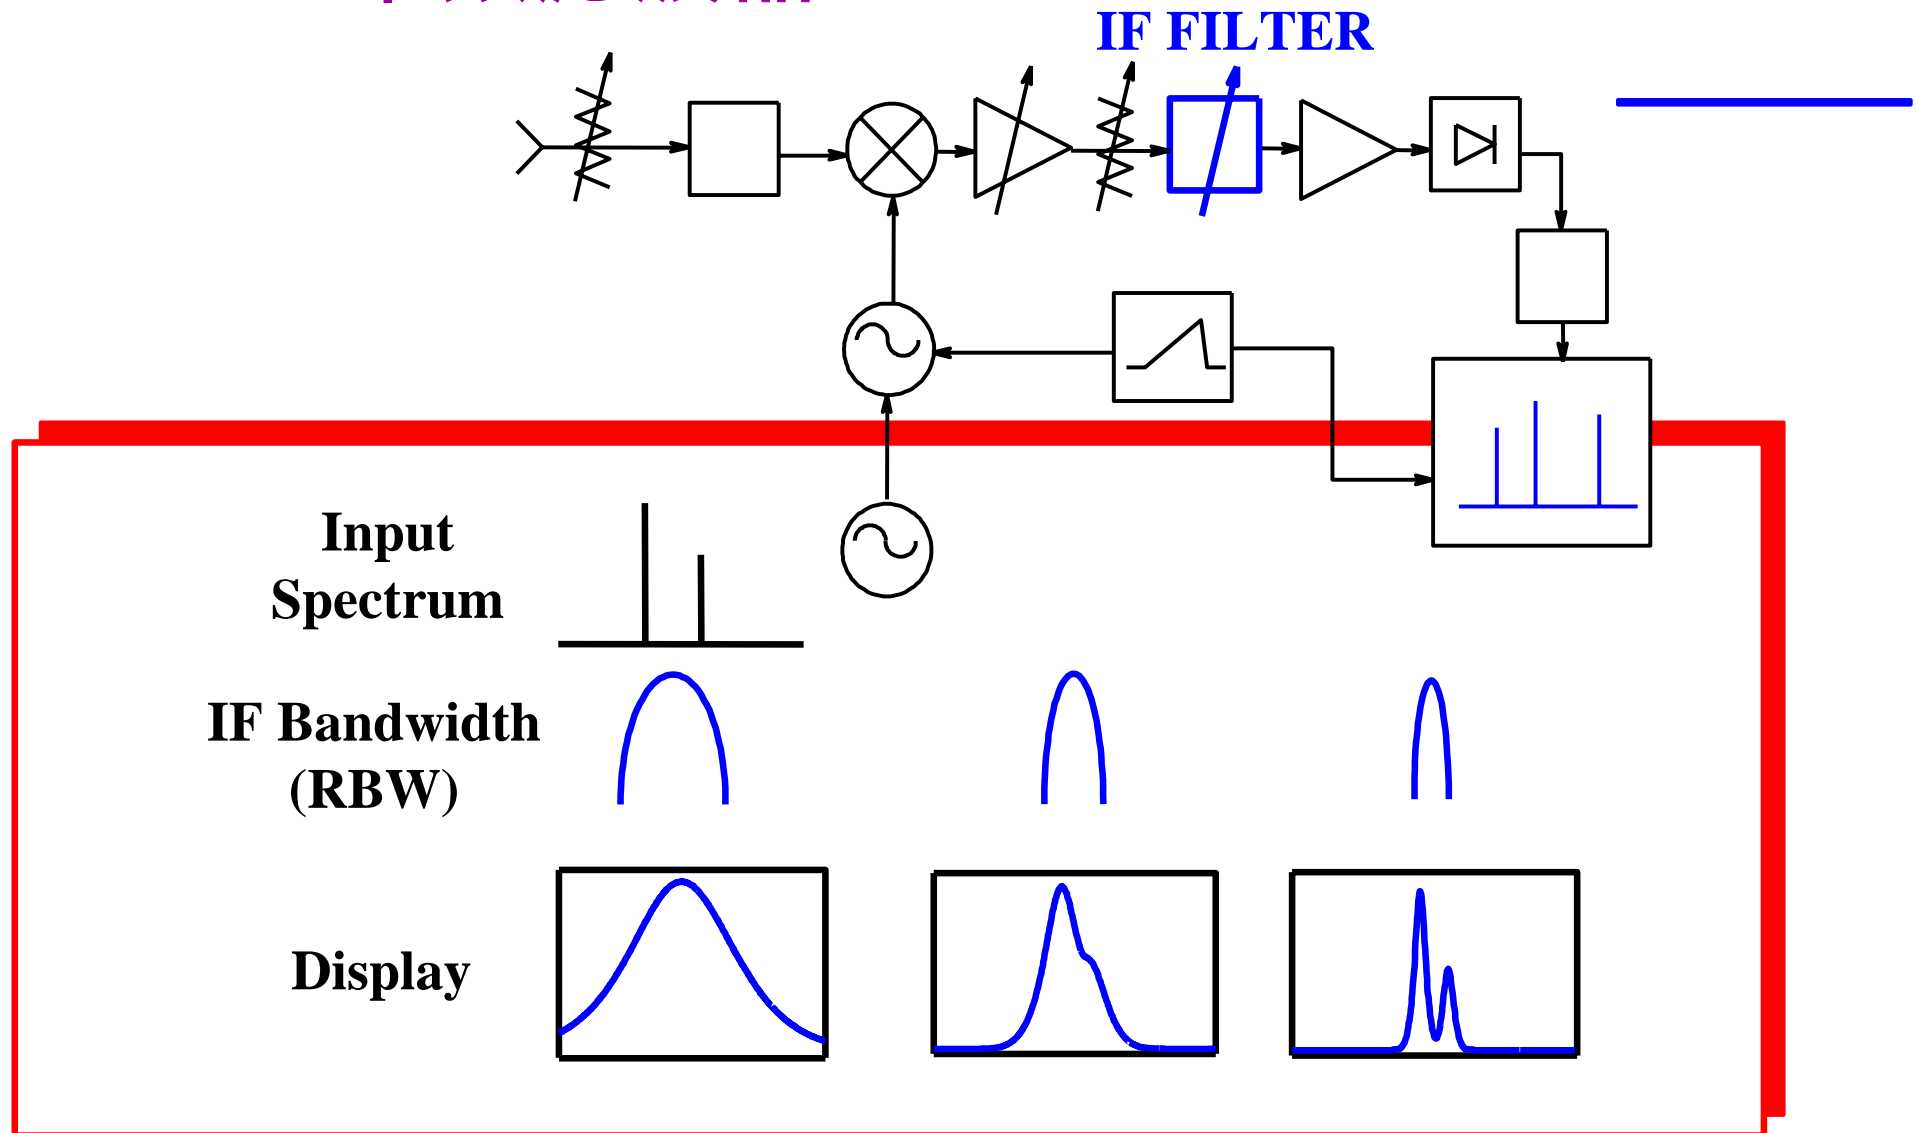 IF FILTER
Input
Spectrum
IF Bandwidth
(RBW)
Display